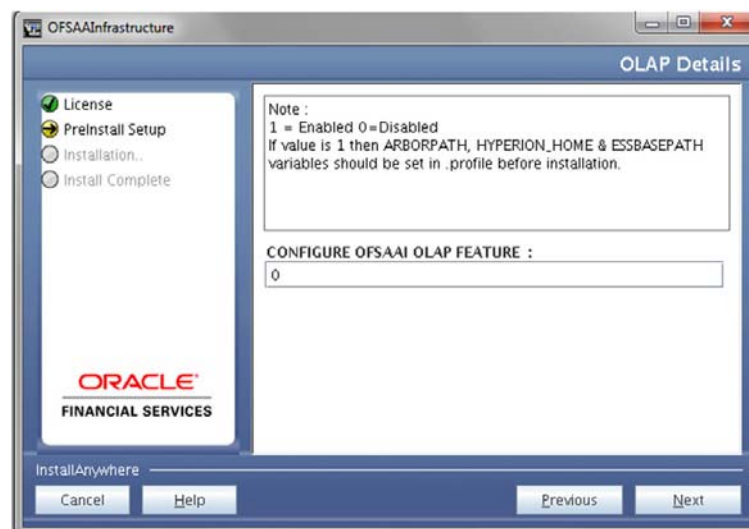 OFSAAInfrastructure
OLAP Details
License
PreInstall Setup
Installation..
Install Complete
ORACLE
FINANCIAL SERVICES
Note :
1 = Enabled 0=Disabled
If value is 1 then ARBORPATH, HYPERION_HOME & ESSBASEPATH
variables should be set in .profile before installation.
CONFIGURE OFSAAI OLAP FEATURE :
0
InstallAnywhere
Cancel
Help
Previous
Next